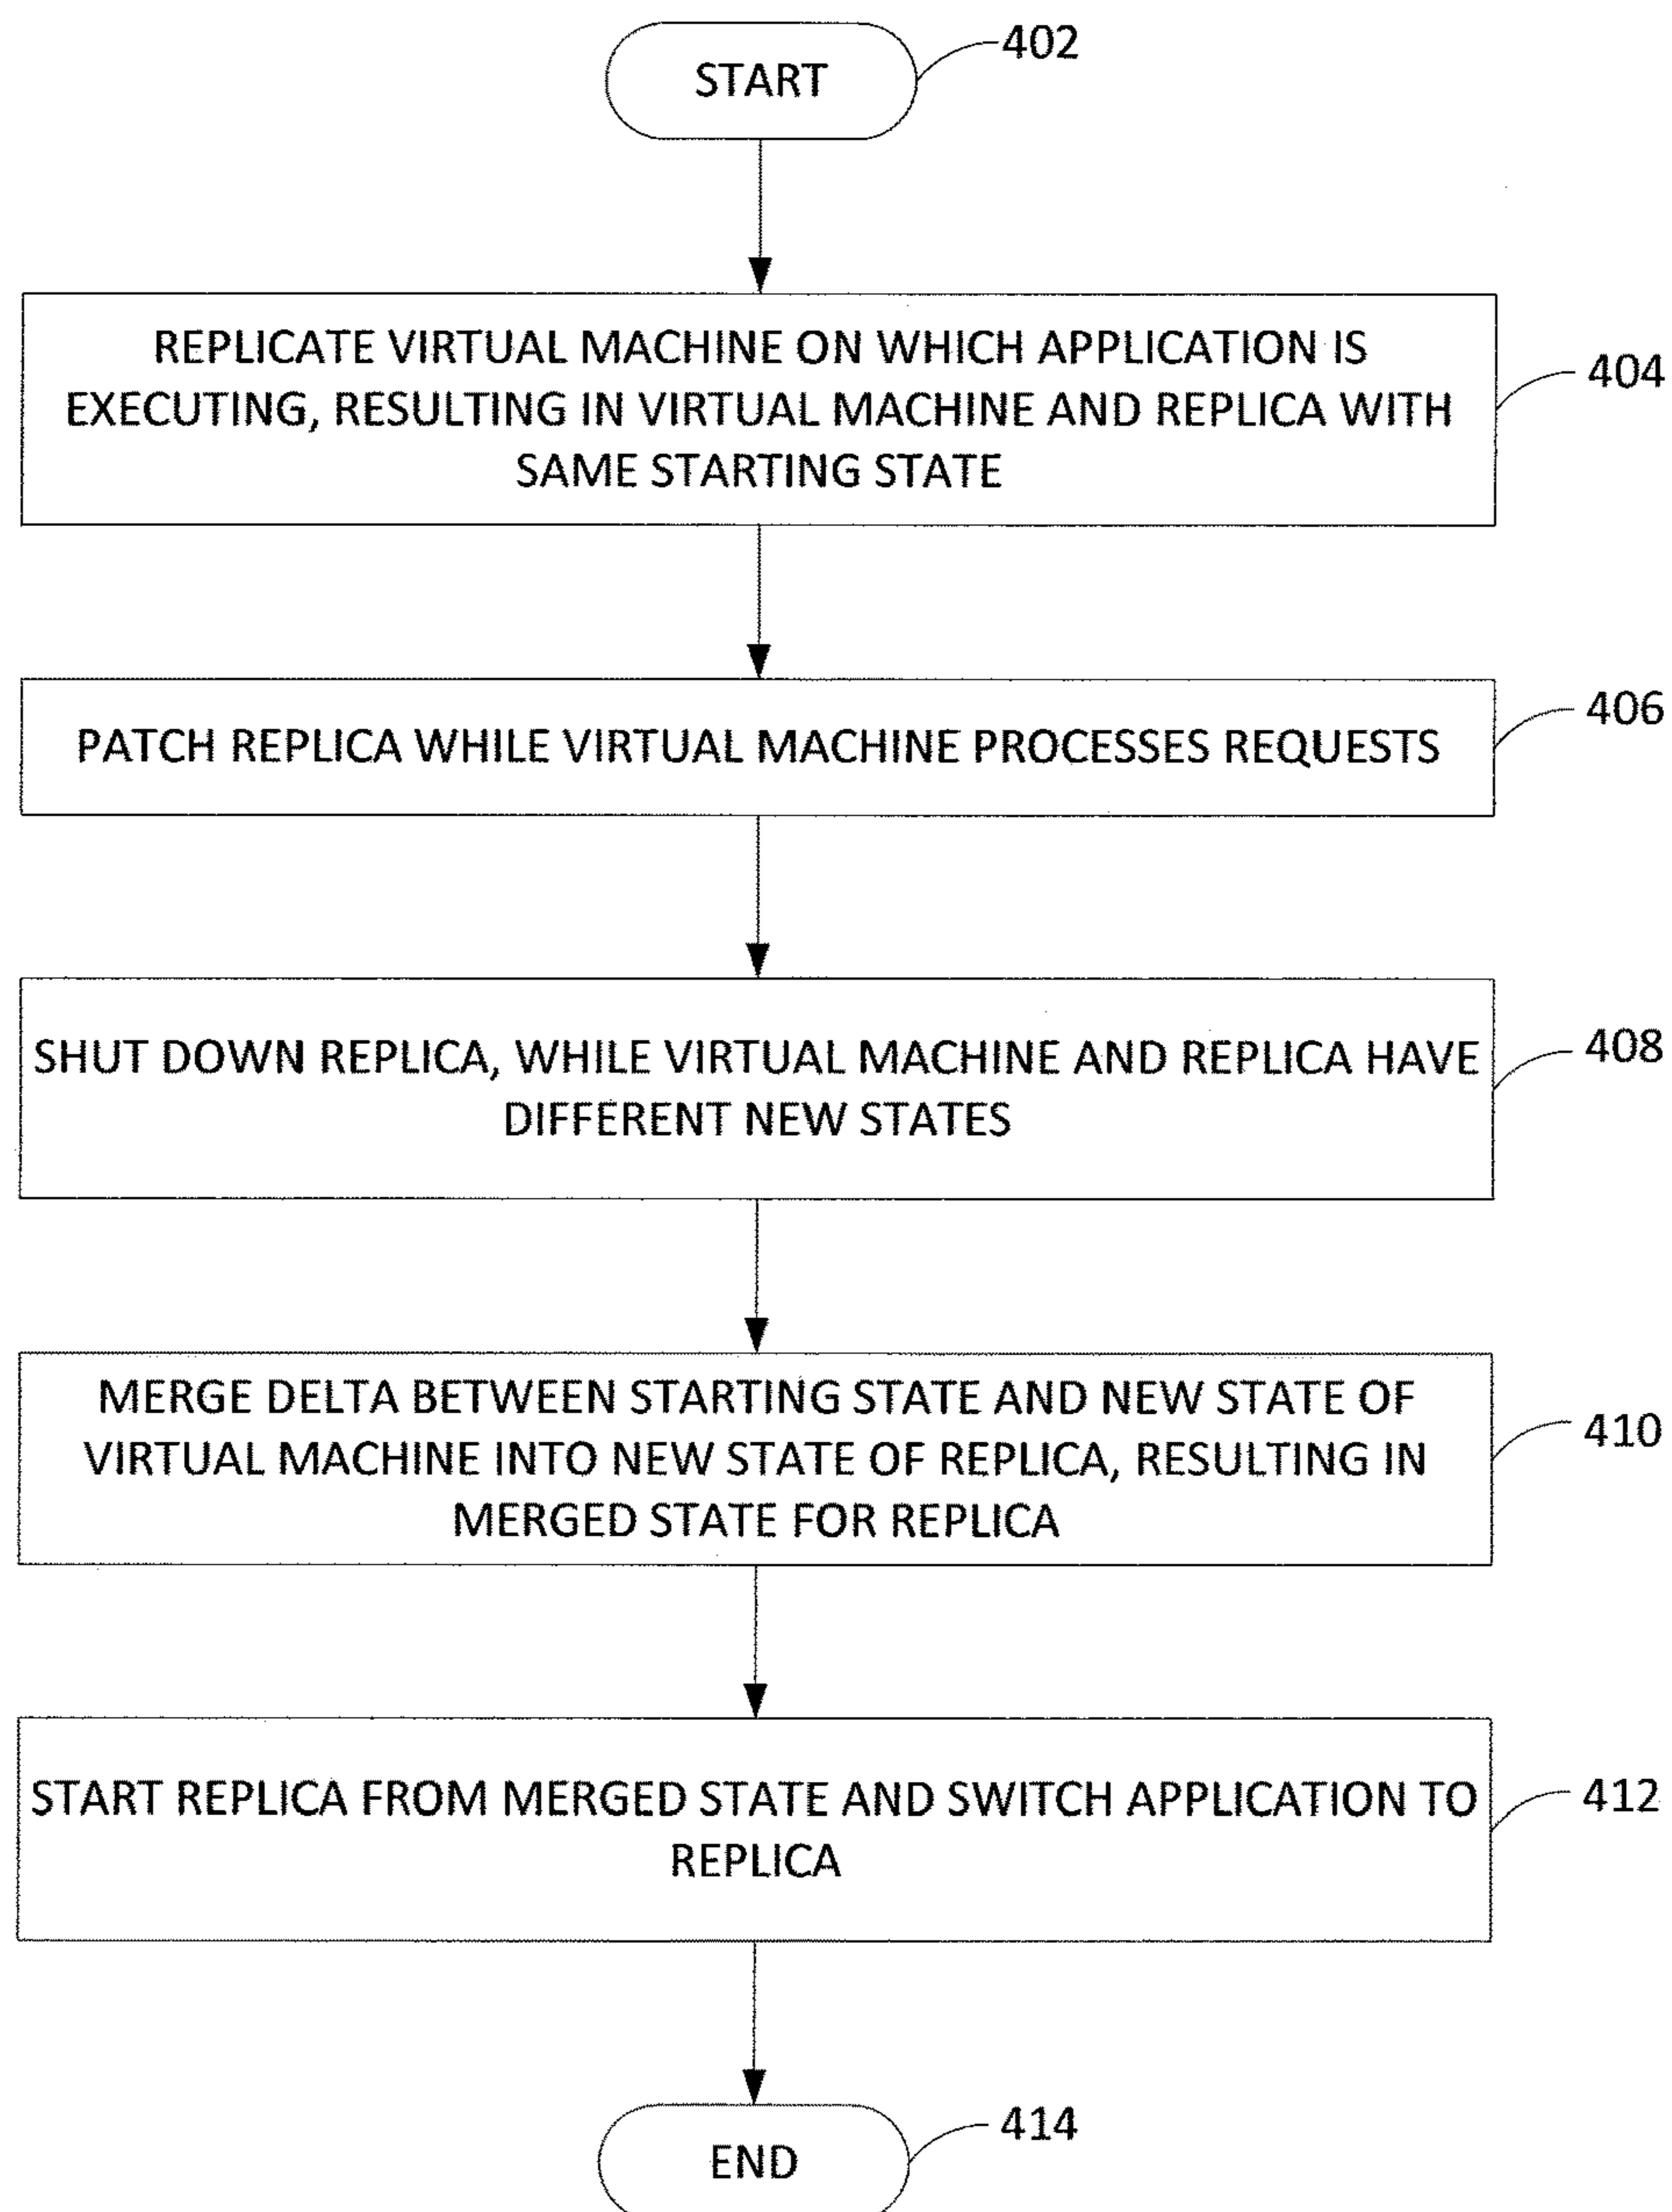 START
402
REPLICATE VIRTUAL MACHINE ON WHICH APPLICATION IS
EXECUTING, RESULTING IN VIRTUAL MACHINE AND REPLICA WITH
SAME STARTING STATE
404
PATCH REPLICA WHILE VIRTUAL MACHINE PROCESSES REQUESTS
406
SHUT DOWN REPLICA, WHILE VIRTUAL MACHINE AND REPLICA HAVE
DIFFERENT NEW STATES
408
MERGE DELTA BETWEEN STARTING STATE AND NEW STATE OF
VIRTUAL MACHINE INTO NEW STATE OF REPLICA, RESULTING IN
MERGED STATE FOR REPLICA
410
START REPLICA FROM MERGED STATE AND SWITCH APPLICATION TO
REPLICA
412
END
414